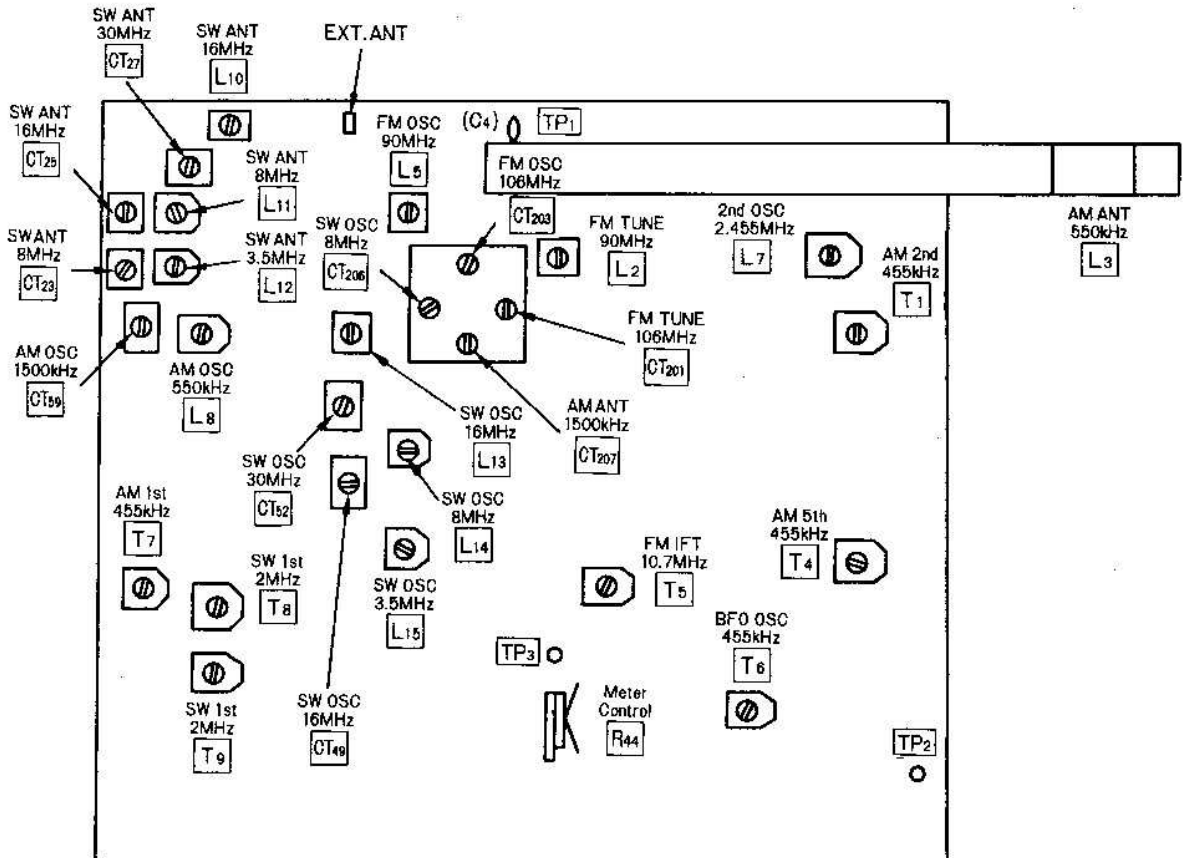 SW ANT
30MHz
CT27
SW ANT
16MHz
L10
EXT.ANT
SW ANT
16MHz
CT25
SW ANT
8MHz
L11
FM OSC
90MHz
L5
(C4)
TP1
FM OSC
106MHz
CT203
SW ANT
8MHz
CT23
SW ANT
3.5MHz
L12
SW OSC
8MHz
CT206
FM TUNE
90MHz
L2
2nd OSC
2.455MHz
L7
AM 2nd
455kHz
T1
AM ANT
550kHz
L3
AM OSC
1500kHz
CT59
AM OSC
550kHz
L8
FM TUNE
106MHz
CT201
SW OSC
16MHz
L13
AM ANT
1500kHz
CT207
SW OSC
30MHz
CT52
AM 1st
455kHz
T7
SW OSC
8MHz
L14
SW 1st
2MHz
T8
SW OSC
3.5MHz
L15
FM IFT
10.7MHz
T5
AM 5th
455kHz
T4
BFO OSC
455kHz
T6
TP3
SW 1st
2MHz
T9
SW OSC
16MHz
CT49
Meter
Control
R44
TP2